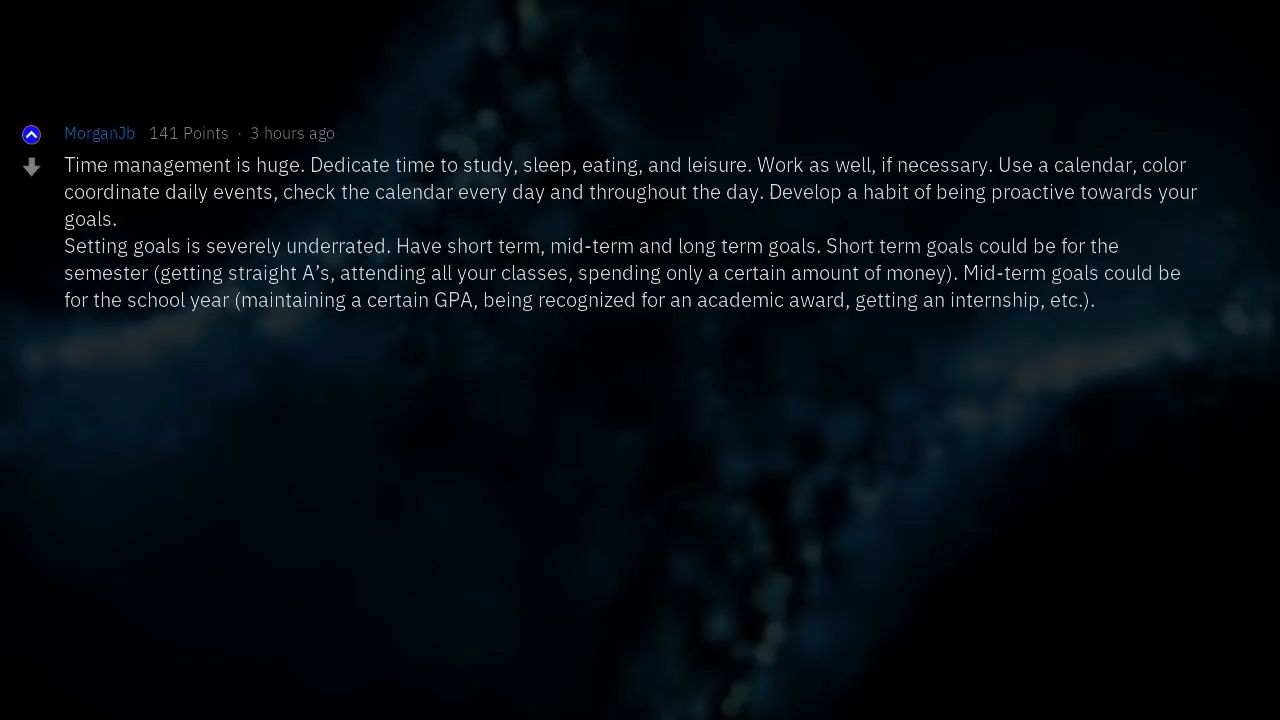 MorganJb 141 Points · 3 hours ago
Time management is huge. Dedicate time to study, sleep, eating, and leisure. Work as well, if necessary. Use a calendar, color
coordinate daily events, check the calendar every day and throughout the day. Develop a habit of being proactive towards your
goals.
Setting goals is severely underrated. Have short term, mid-term and long term goals. Short term goals could be for the
semester (getting straight A’s, attending all your classes, spending only a certain amount of money). Mid-term goals could be
for the school year (maintaining a certain GPA, being recognized for an academic award, getting an internship, etc.).